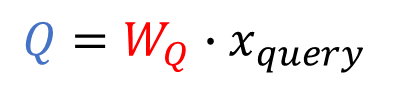 Q = W_Q · x_query